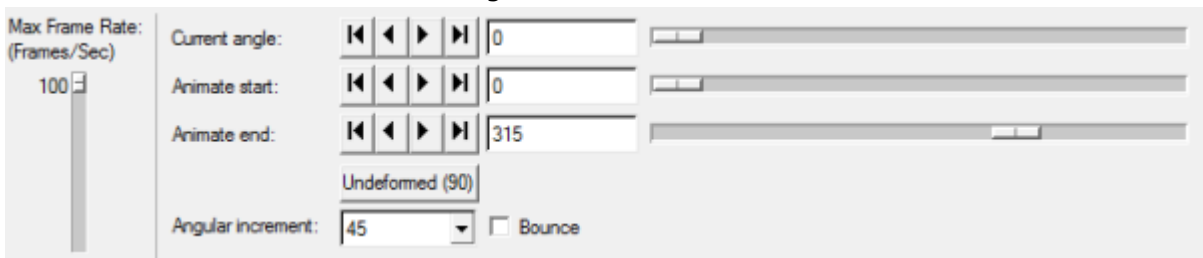 Max Frame Rate:
(Frames/Sec)
100
Current angle: 0
Animate start: 0
Animate end: 315
Undeformed (90)
Angular increment: 45 Bounce